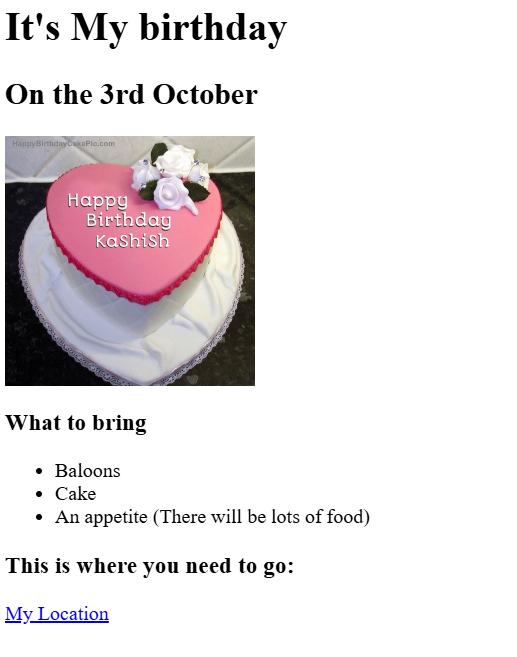 It's My birthday
On the 3rd October
HappyBirthdayCakePic.com
Happy
Birthday
KaShiSh
What to bring
Baloons
Cake
An appetite (There will be lots of food)
This is where you need to go:
My Location